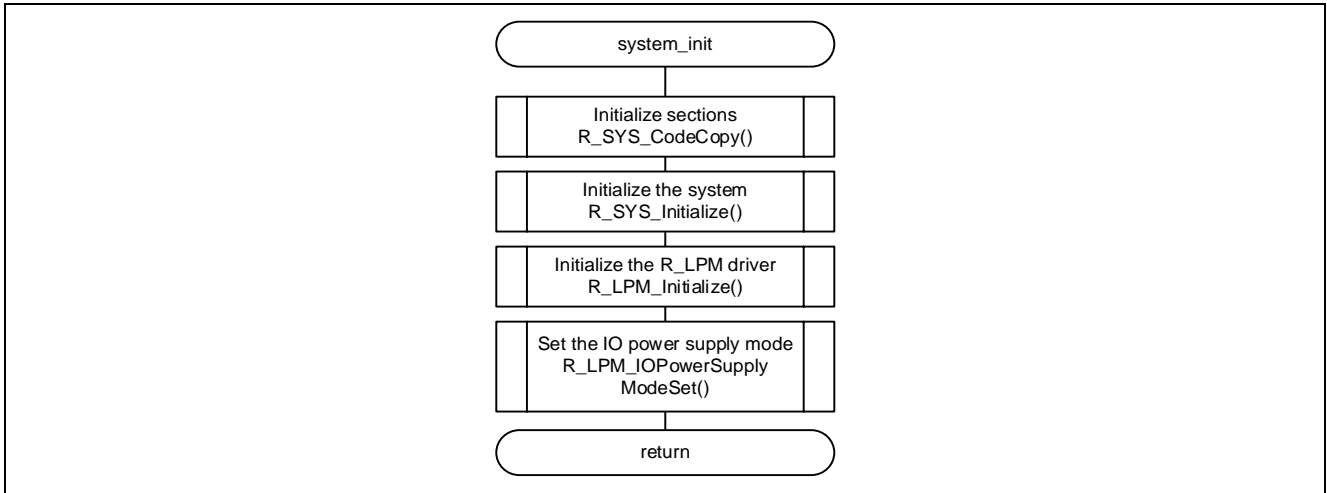 system_init
Initialize sections
R_SYS_CodeCopy()
Initialize the system
R_SYS_Initialize()
Initialize the R_LPM driver
R_LPM_Initialize()
Set the IO power supply mode
R_LPM_IOPowerSupply
ModeSet()
return